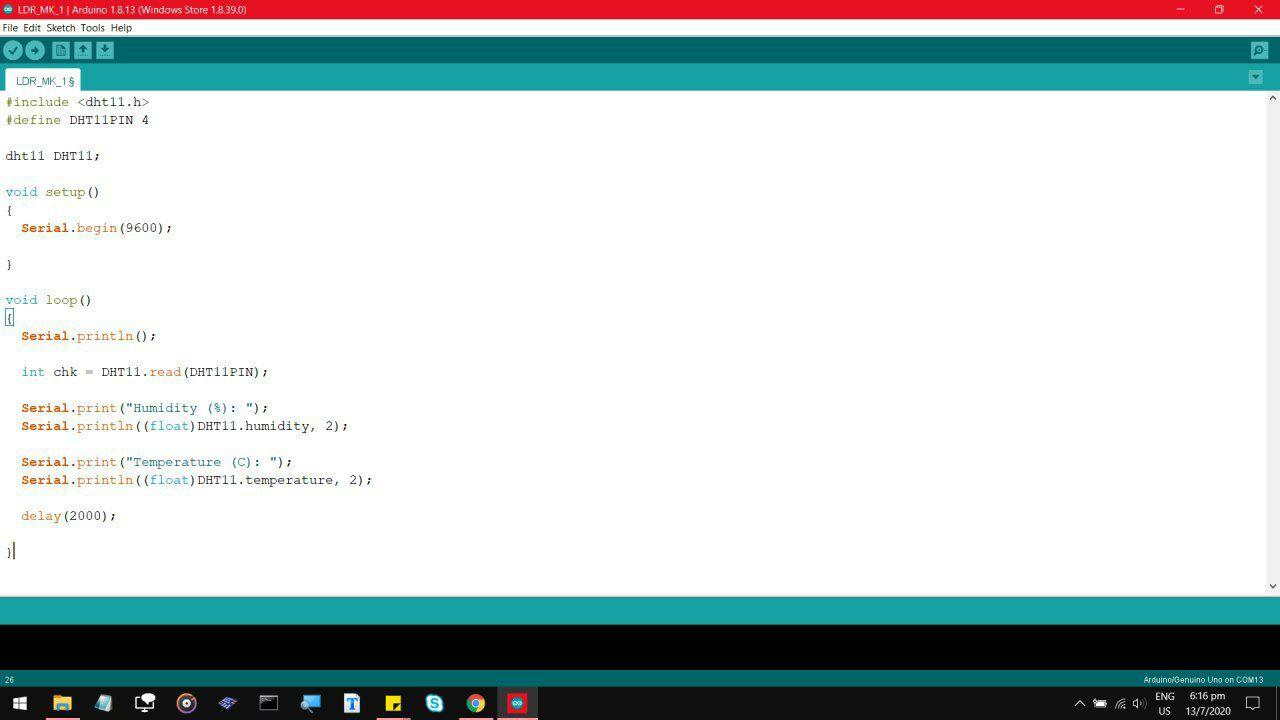 LDR_MK_1 | Arduino 1.8.13 (Windows Store 1.8.39.0)
File Edit Sketch Tools Help
LDR_MK_1 §
#include <dht11.h>
#define DHT11PIN 4
dht11 DHT11;
void setup()
{
Serial.begin(9600);
}
void loop()
{
Serial.println();
int chk = DHT11.read(DHT11PIN);
Serial.print("Humidity (%): ");
Serial.println((float)DHT11.humidity, 2);
Serial.print("Temperature (C): ");
Serial.println((float)DHT11.temperature, 2);
delay(2000);
}
26
Arduino/Genuino Uno on COM13
T
S
ENG
US
6:16 pm
13/7/2020